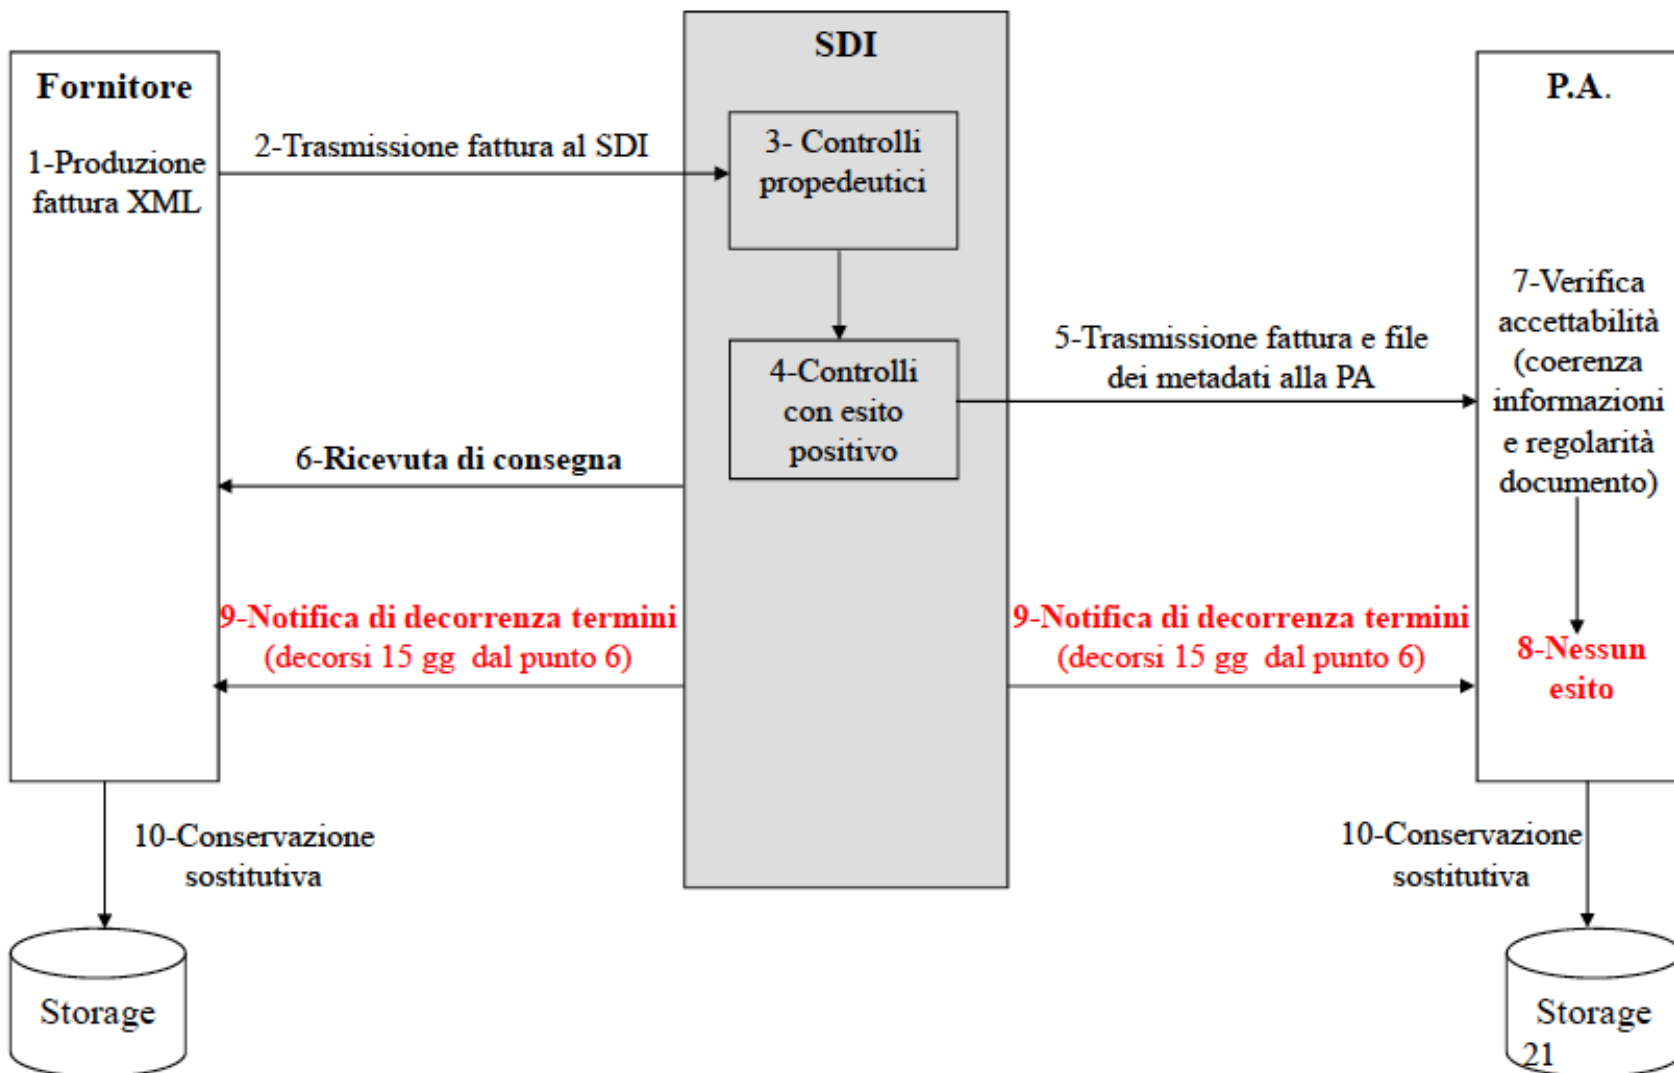 SDI
Fornitore
P.A.
1-Produzione
fattura XML
2-Trasmissione fattura al SDI
3- Controlli
propedeutici
4-Controlli
con esito
positivo
5-Trasmissione fattura e file
dei metadati alla PA
6-Ricevuta di consegna
7-Verifica
accettabilità
(coerenza
informazioni
e regolarità
documento)
8-Nessun
esito
9-Notifica di decorrenza termini
(decorsi 15 gg dal punto 6)
9-Notifica di decorrenza termini
(decorsi 15 gg dal punto 6)
10-Conservazione
sostitutiva
10-Conservazione
sostitutiva
Storage
Storage
21